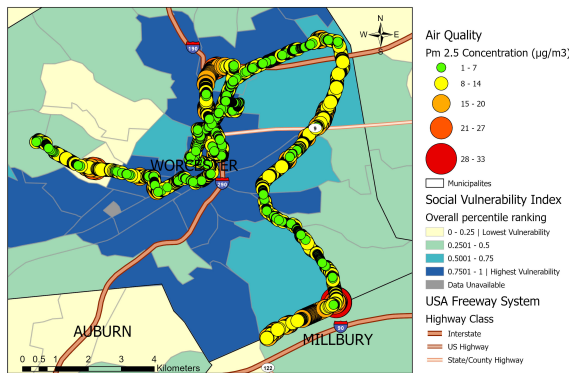 N
W E
S
190
9
WORCESTER
290
AUBURN
MILLBURY
90
122
0 0.5 1 2 3 4
Kilometers
Air Quality
Pm 2.5 Concentration (µg/m3)
1 - 7
8 - 14
15 - 20
21 - 27
28 - 33
Municipalites
Social Vulnerability Index
Overall percentile ranking
0 - 0.25 | Lowest Vulnerability
0.2501 - 0.5
0.5001 - 0.75
0.7501 - 1 | Highest Vulnerability
Data Unavailable
USA Freeway System
Highway Class
Interstate
US Highway
State/County Highway